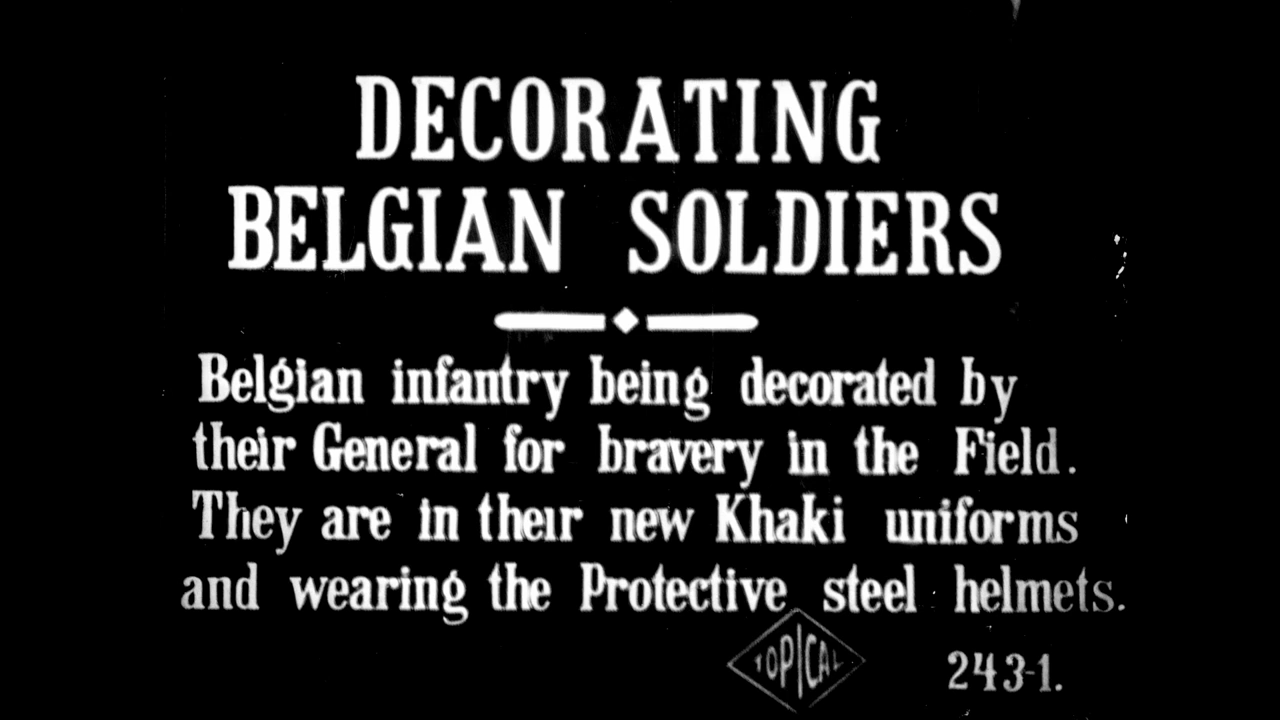 DECORATING
BELGIAN SOLDIERS
Belgian infantry being decorated by
their General for bravery in the Field.
They are in their new Khaki uniforms
and wearing the Protective steel helmets.
TOPICAL
243-1.